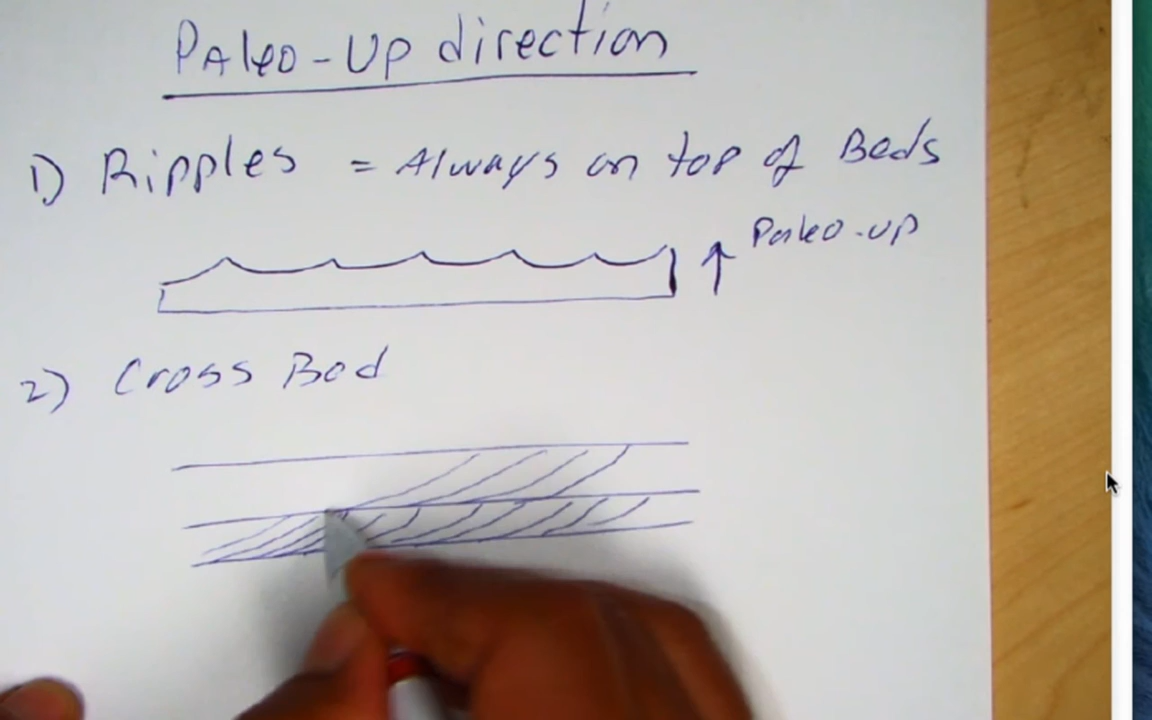 Paleo-Up direction
1) Ripples = Always on top of Beds
Paleo-up
2) Cross Bed